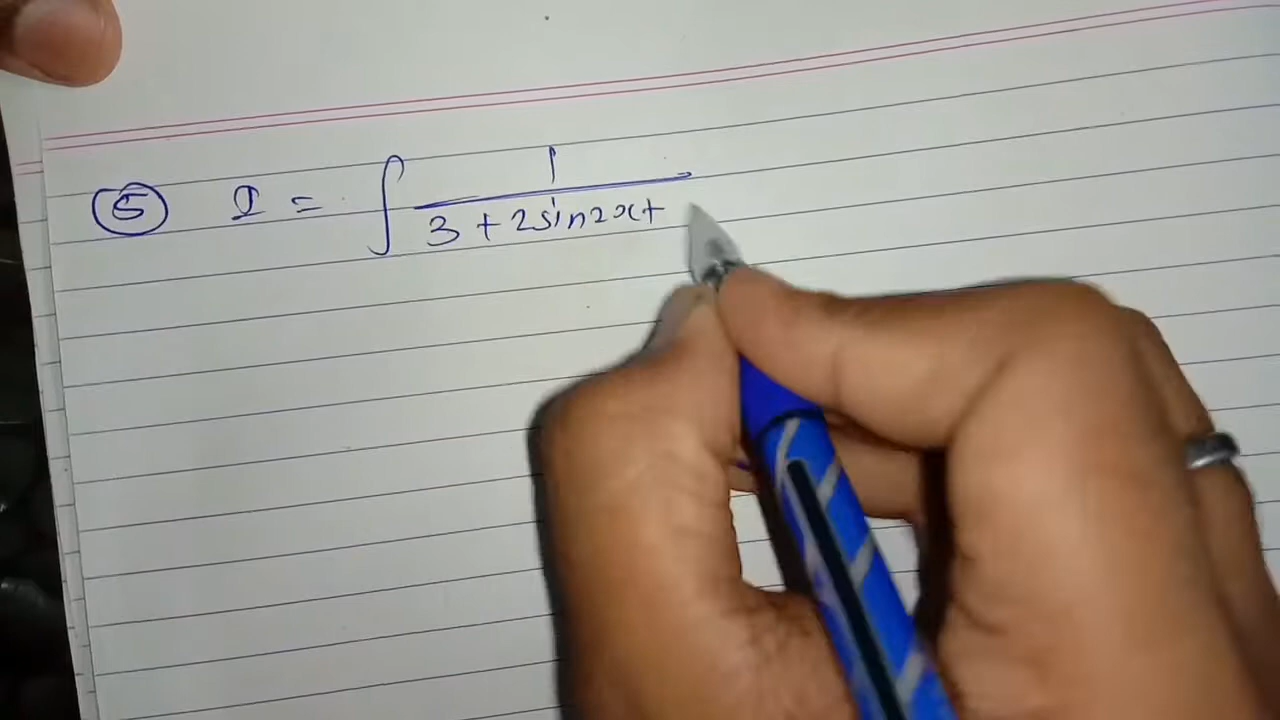 ⑤ I = ∫ 1 / 3 + 2sin2x+